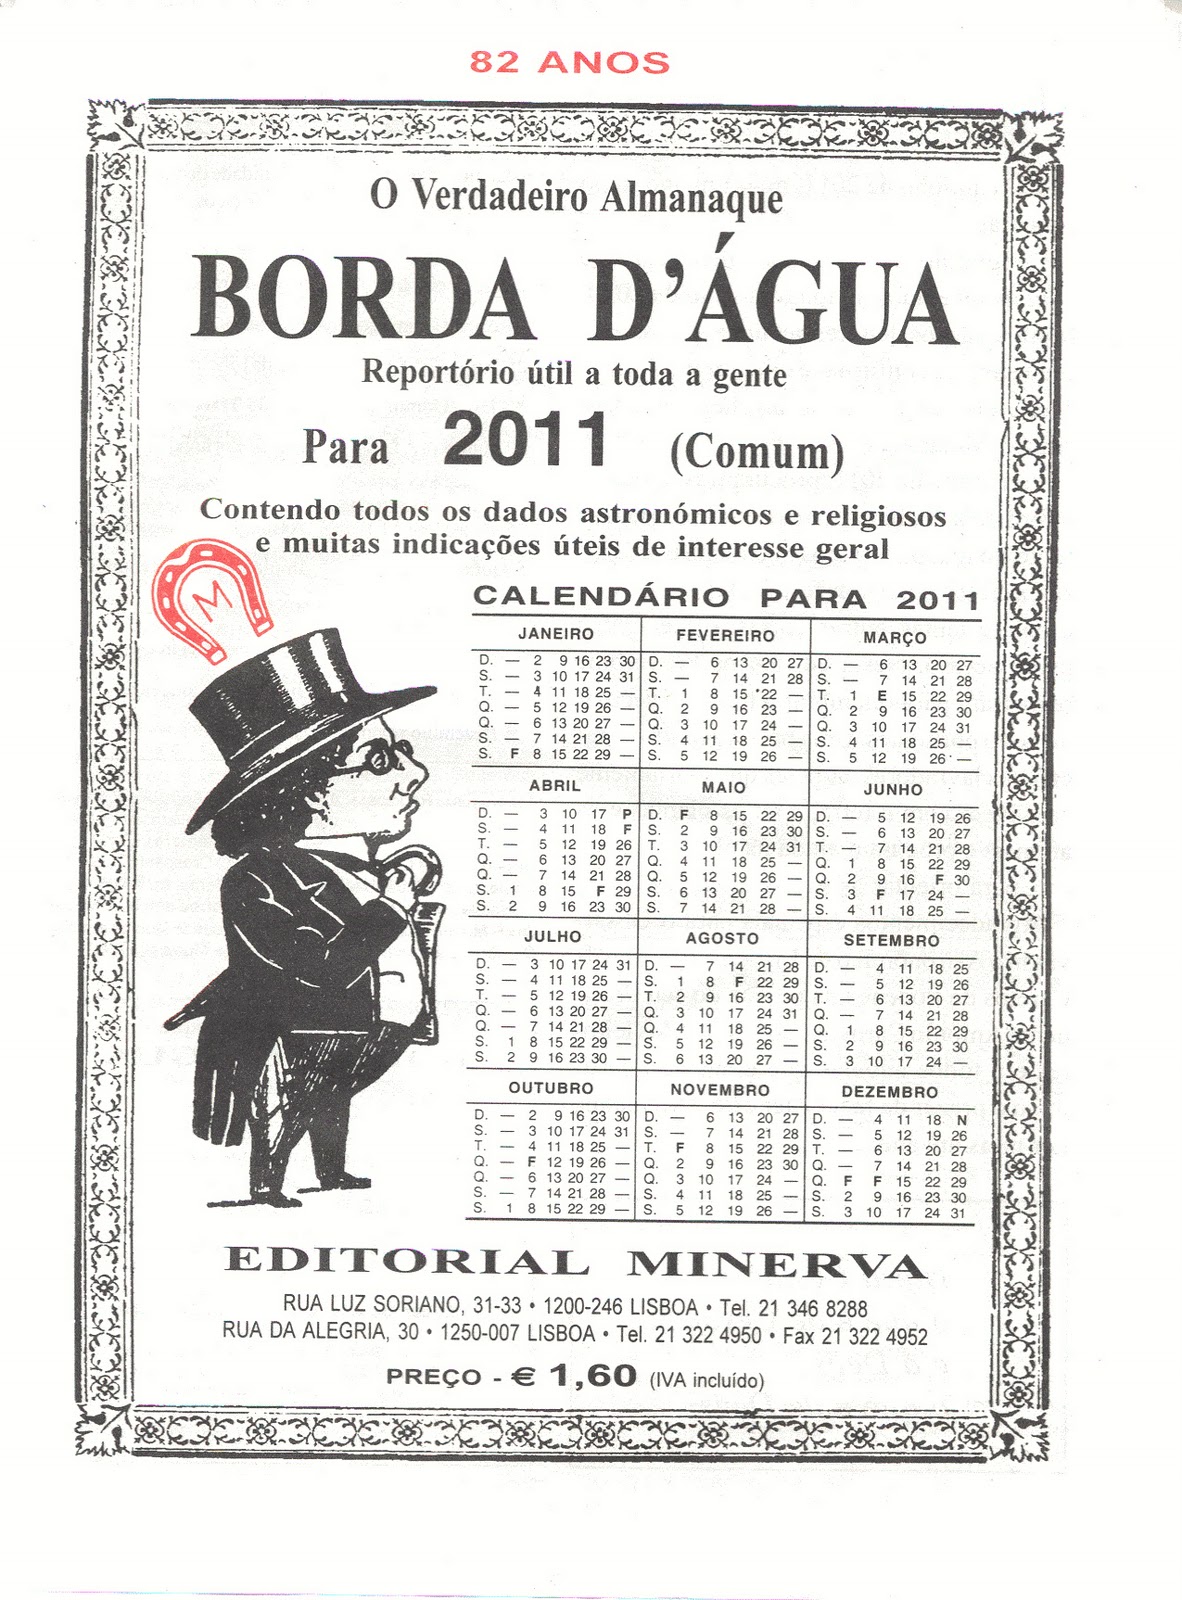 82 ANOS
O Verdadeiro Almanaque
BORDA D'ÁGUA
Reportório útil a toda a gente
Para 2011 (Comum)
Contendo todos os dados astronómicos e religiosos
e muitas indicações úteis de interesse geral
M
CALENDÁRIO PARA 2011
JANEIRO
D. — 2 9 16 23 30
S. — 3 10 17 24 31
T. — 4 11 18 25 —
Q. — 5 12 19 26 —
Q. — 6 13 20 27 —
S. — 7 14 21 28 —
S. F 8 15 22 29 —
FEVEREIRO
D. — 6 13 20 27
S. — 7 14 21 28
T. 1 8 15 22 —
Q. 2 9 16 23 —
Q. 3 10 17 24 —
S. 4 11 18 25 —
S. 5 12 19 26 —
MARÇO
D. — 6 13 20 27
S. — 7 14 21 28
T. 1 E 15 22 29
Q. 2 9 16 23 30
Q. 3 10 17 24 31
S. 4 11 18 25 —
S. 5 12 19 26 —
ABRIL
D. — 3 10 17 P
S. — 4 11 18 F
T. — 5 12 19 26
Q. — 6 13 20 27
Q. — 7 14 21 28
S. 1 8 15 F 29
S. 2 9 16 23 30
MAIO
D. F 8 15 22 29
S. 2 9 16 23 30
T. 3 10 17 24 31
Q. 4 11 18 25 —
Q. 5 12 19 26 —
S. 6 13 20 27 —
S. 7 14 21 28 —
JUNHO
D. — 5 12 19 26
S. — 6 13 20 27
T. — 7 14 21 28
Q. 1 8 15 22 29
Q. 2 9 16 F 30
S. 3 F 17 24 —
S. 4 11 18 25 —
JULHO
D. — 3 10 17 24 31
S. — 4 11 18 25 —
T. — 5 12 19 26 —
Q. — 6 13 20 27 —
Q. — 7 14 21 28 —
S. 1 8 15 22 29 —
S. 2 9 16 23 30 —
AGOSTO
D. — 7 14 21 28
S. 1 8 F 22 29
T. 2 9 16 23 30
Q. 3 10 17 24 31
Q. 4 11 18 25 —
S. 5 12 19 26 —
S. 6 13 20 27 —
SETEMBRO
D. — 4 11 18 25
S. — 5 12 19 26
T. — 6 13 20 27
Q. — 7 14 21 28
Q. 1 8 15 22 29
S. 2 9 16 23 30
S. 3 10 17 24 —
OUTUBRO
D. — 2 9 16 23 30
S. — 3 10 17 24 31
T. — 4 11 18 25 —
Q. — F 12 19 26 —
Q. — 6 13 20 27 —
S. — 7 14 21 28 —
S. 1 8 15 22 29 —
NOVEMBRO
D. — 6 13 20 27
S. — 7 14 21 28
T. F 8 15 22 29
Q. 2 9 16 23 30
Q. 3 10 17 24 —
S. 4 11 18 25 —
S. 5 12 19 26 —
DEZEMBRO
D. — 4 11 18 N
S. — 5 12 19 26
T. — 6 13 20 27
Q. — 7 14 21 28
Q. F F 15 22 29
S. 2 9 16 23 30
S. 3 10 17 24 31
EDITORIAL MINERVA
RUA LUZ SORIANO, 31-33 • 1200-246 LISBOA • Tel. 21 346 8288
RUA DA ALEGRIA, 30 • 1250-007 LISBOA • Tel. 21 322 4950 • Fax 21 322 4952
PREÇO - € 1,60 (IVA incluído)